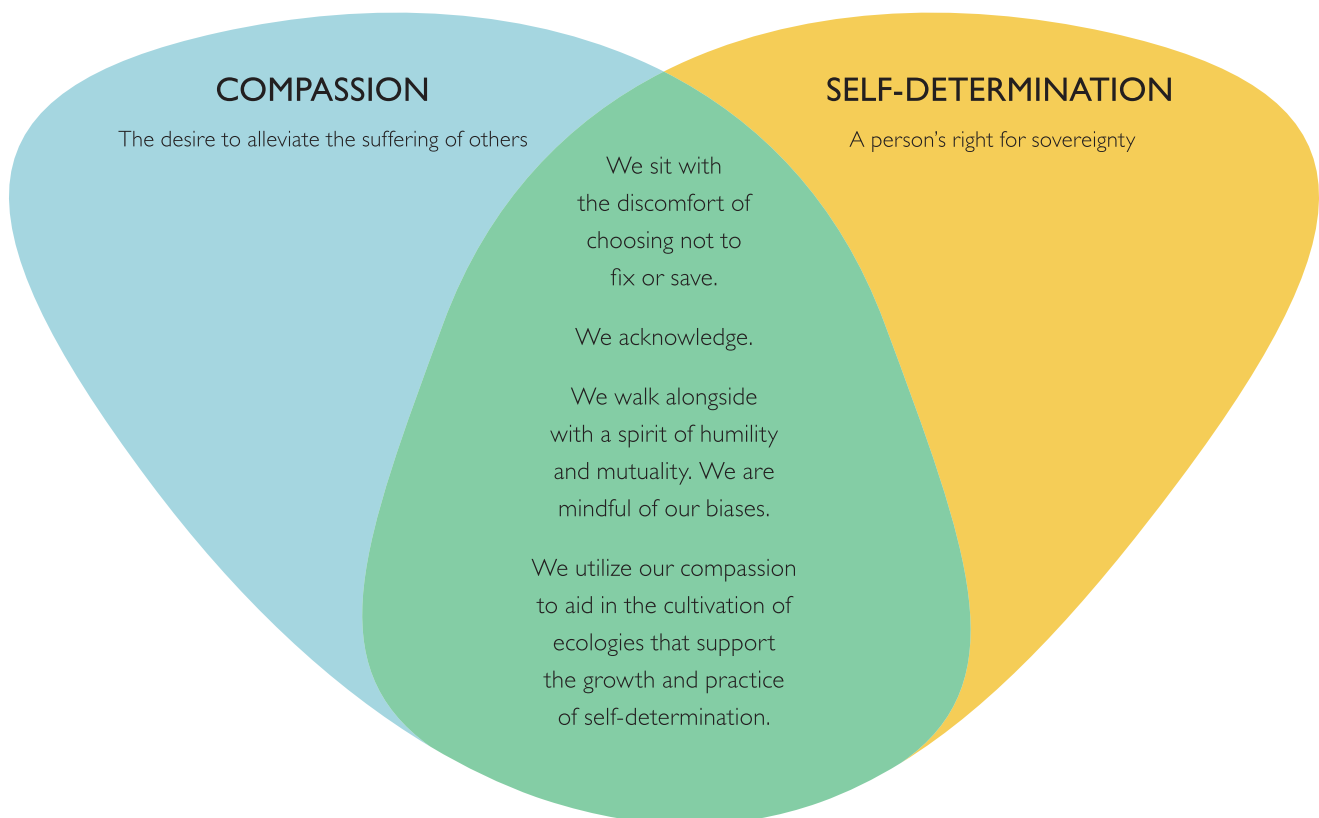 COMPASSION
The desire to alleviate the suffering of others
SELF-DETERMINATION
A person’s right for sovereignty
We sit with
the discomfort of
choosing not to
fix or save.
We acknowledge.
We walk alongside
with a spirit of humility
and mutuality. We are
mindful of our biases.
We utilize our compassion
to aid in the cultivation of
ecologies that support
the growth and practice
of self-determination.